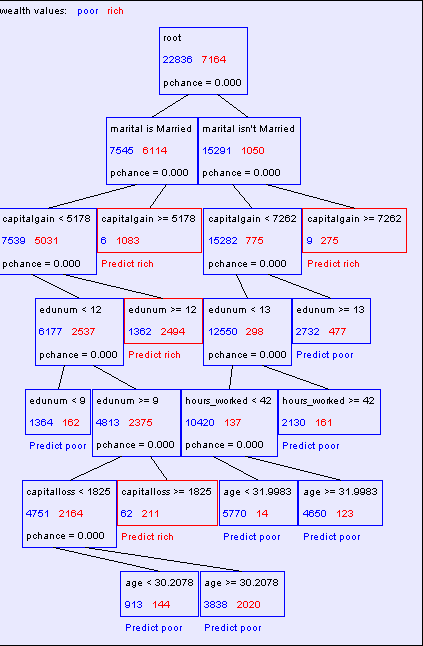 wealth values: poor rich
root
22836 7164
pchance = 0.000
marital is Married
7545 6114
pchance = 0.000
marital isn't Married
15291 1050
pchance = 0.000
capitalgain < 5178
7539 5031
pchance = 0.000
capitalgain >= 5178
6 1083
Predict rich
capitalgain < 7262
15282 775
pchance = 0.000
capitalgain >= 7262
9 275
Predict rich
edunum < 12
6177 2537
pchance = 0.000
edunum >= 12
1362 2494
Predict rich
edunum < 13
12550 298
pchance = 0.000
edunum >= 13
2732 477
Predict poor
edunum < 9
1364 162
Predict poor
edunum >= 9
4813 2375
pchance = 0.000
hours_worked < 42
10420 137
pchance = 0.000
hours_worked >= 42
2130 161
Predict poor
capitalloss < 1825
4751 2164
pchance = 0.000
capitalloss >= 1825
62 211
Predict rich
age < 31.9983
5770 14
Predict poor
age >= 31.9983
4650 123
Predict poor
age < 30.2078
913 144
Predict poor
age >= 30.2078
3838 2020
Predict poor